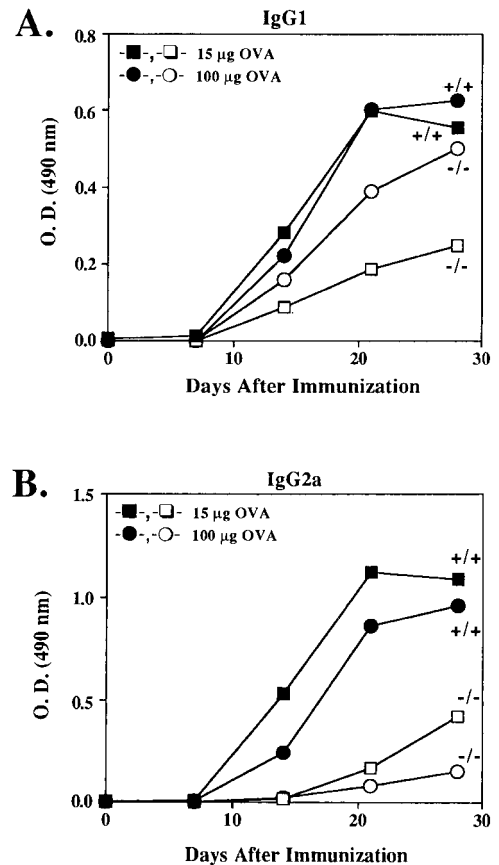 A.
IgG1
-■-,-□- 15 µg OVA
-●-,-○- 100 µg OVA
+/+
+/+
-/-
-/-
O. D. (490 nm)
0.8
0.6
0.4
0.2
0.0
0 10 20 30
Days After Immunization
B.
IgG2a
-■-,-□- 15 µg OVA
-●-,-○- 100 µg OVA
+/+
+/+
-/-
-/-
O. D. (490 nm)
1.5
1.0
0.5
0.0
0 10 20 30
Days After Immunization